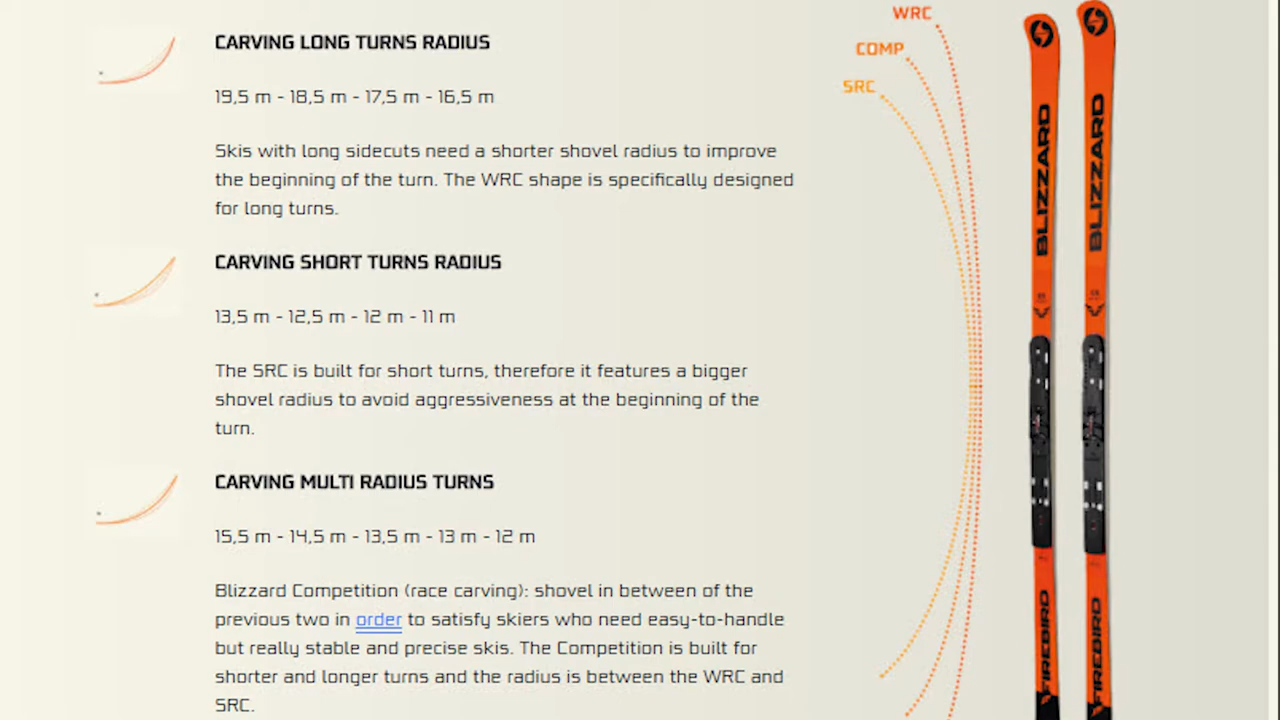 CARVING LONG TURNS RADIUS
19,5 m - 18,5 m - 17,5 m - 16,5 m
Skis with long sidecuts need a shorter shovel radius to improve
the beginning of the turn. The WRC shape is specifically designed
for long turns.
CARVING SHORT TURNS RADIUS
13,5 m - 12,5 m - 12 m - 11 m
The SRC is built for short turns, therefore it features a bigger
shovel radius to avoid aggressiveness at the beginning of the
turn.
CARVING MULTI RADIUS TURNS
15,5 m - 14,5 m - 13,5 m - 13 m - 12 m
Blizzard Competition (race carving): shovel in between of the
previous two in order to satisfy skiers who need easy-to-handle
but really stable and precise skis. The Competition is built for
shorter and longer turns and the radius is between the WRC and
SRC.
WRC
COMP
SRC
BLIZZARD
BLIZZARD
FIREBIRD
FIREBIRD